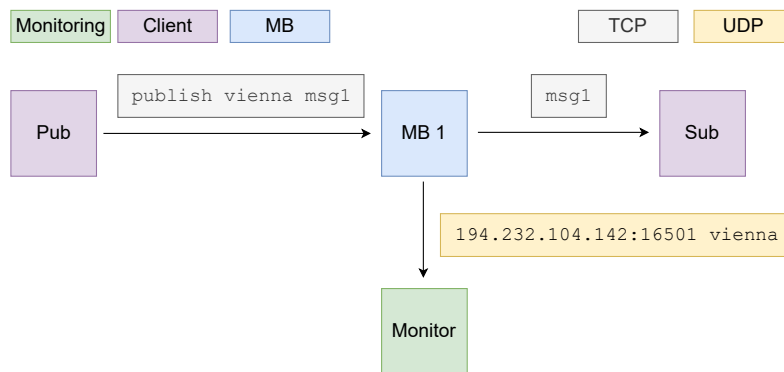 Monitoring Client MB TCP UDP
publish vienna msg1
msg1
Pub
MB 1
Sub
194.232.104.142:16501 vienna
Monitor